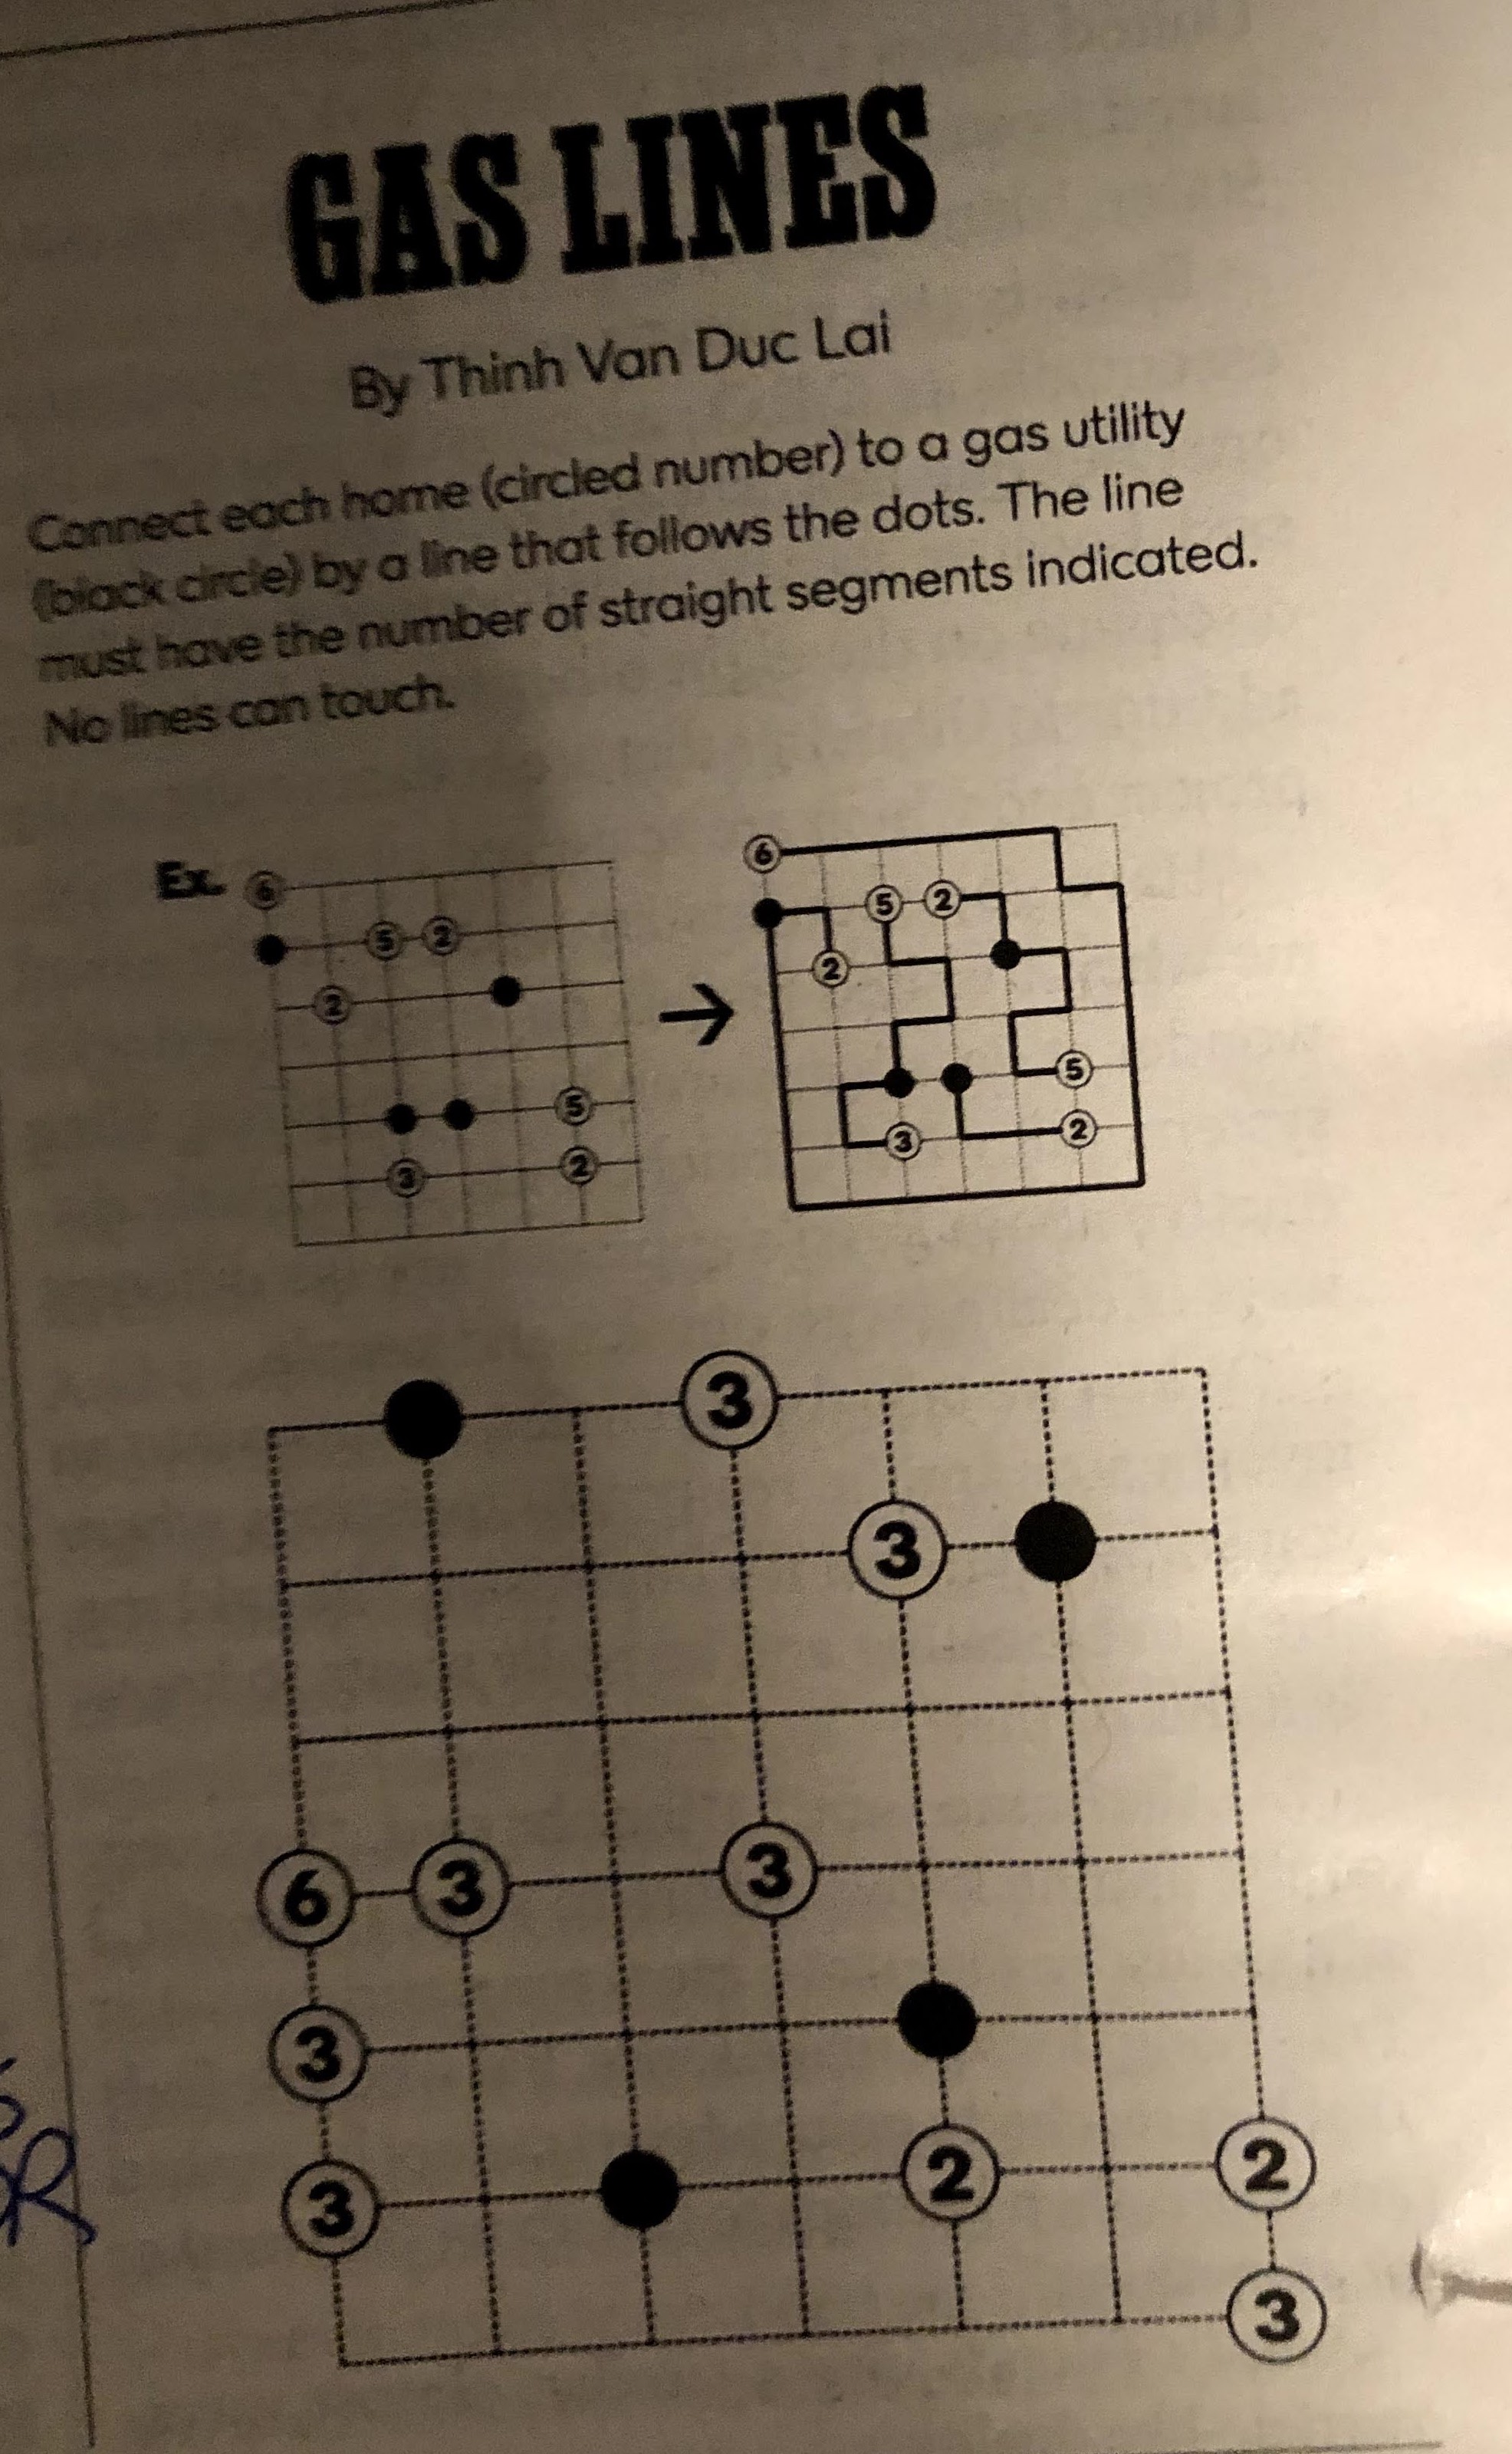 GAS LINES
By Thinh Van Duc Lai
Connect each home (circled number) to a gas utility
(black circle) by a line that follows the dots. The line
must have the number of straight segments indicated.
No lines can touch.
Ex.
6
5 2
2
5
3 2
→
6
5 2
2
5
3 2
3
3
6 3 3
3
3 2 2
3
R